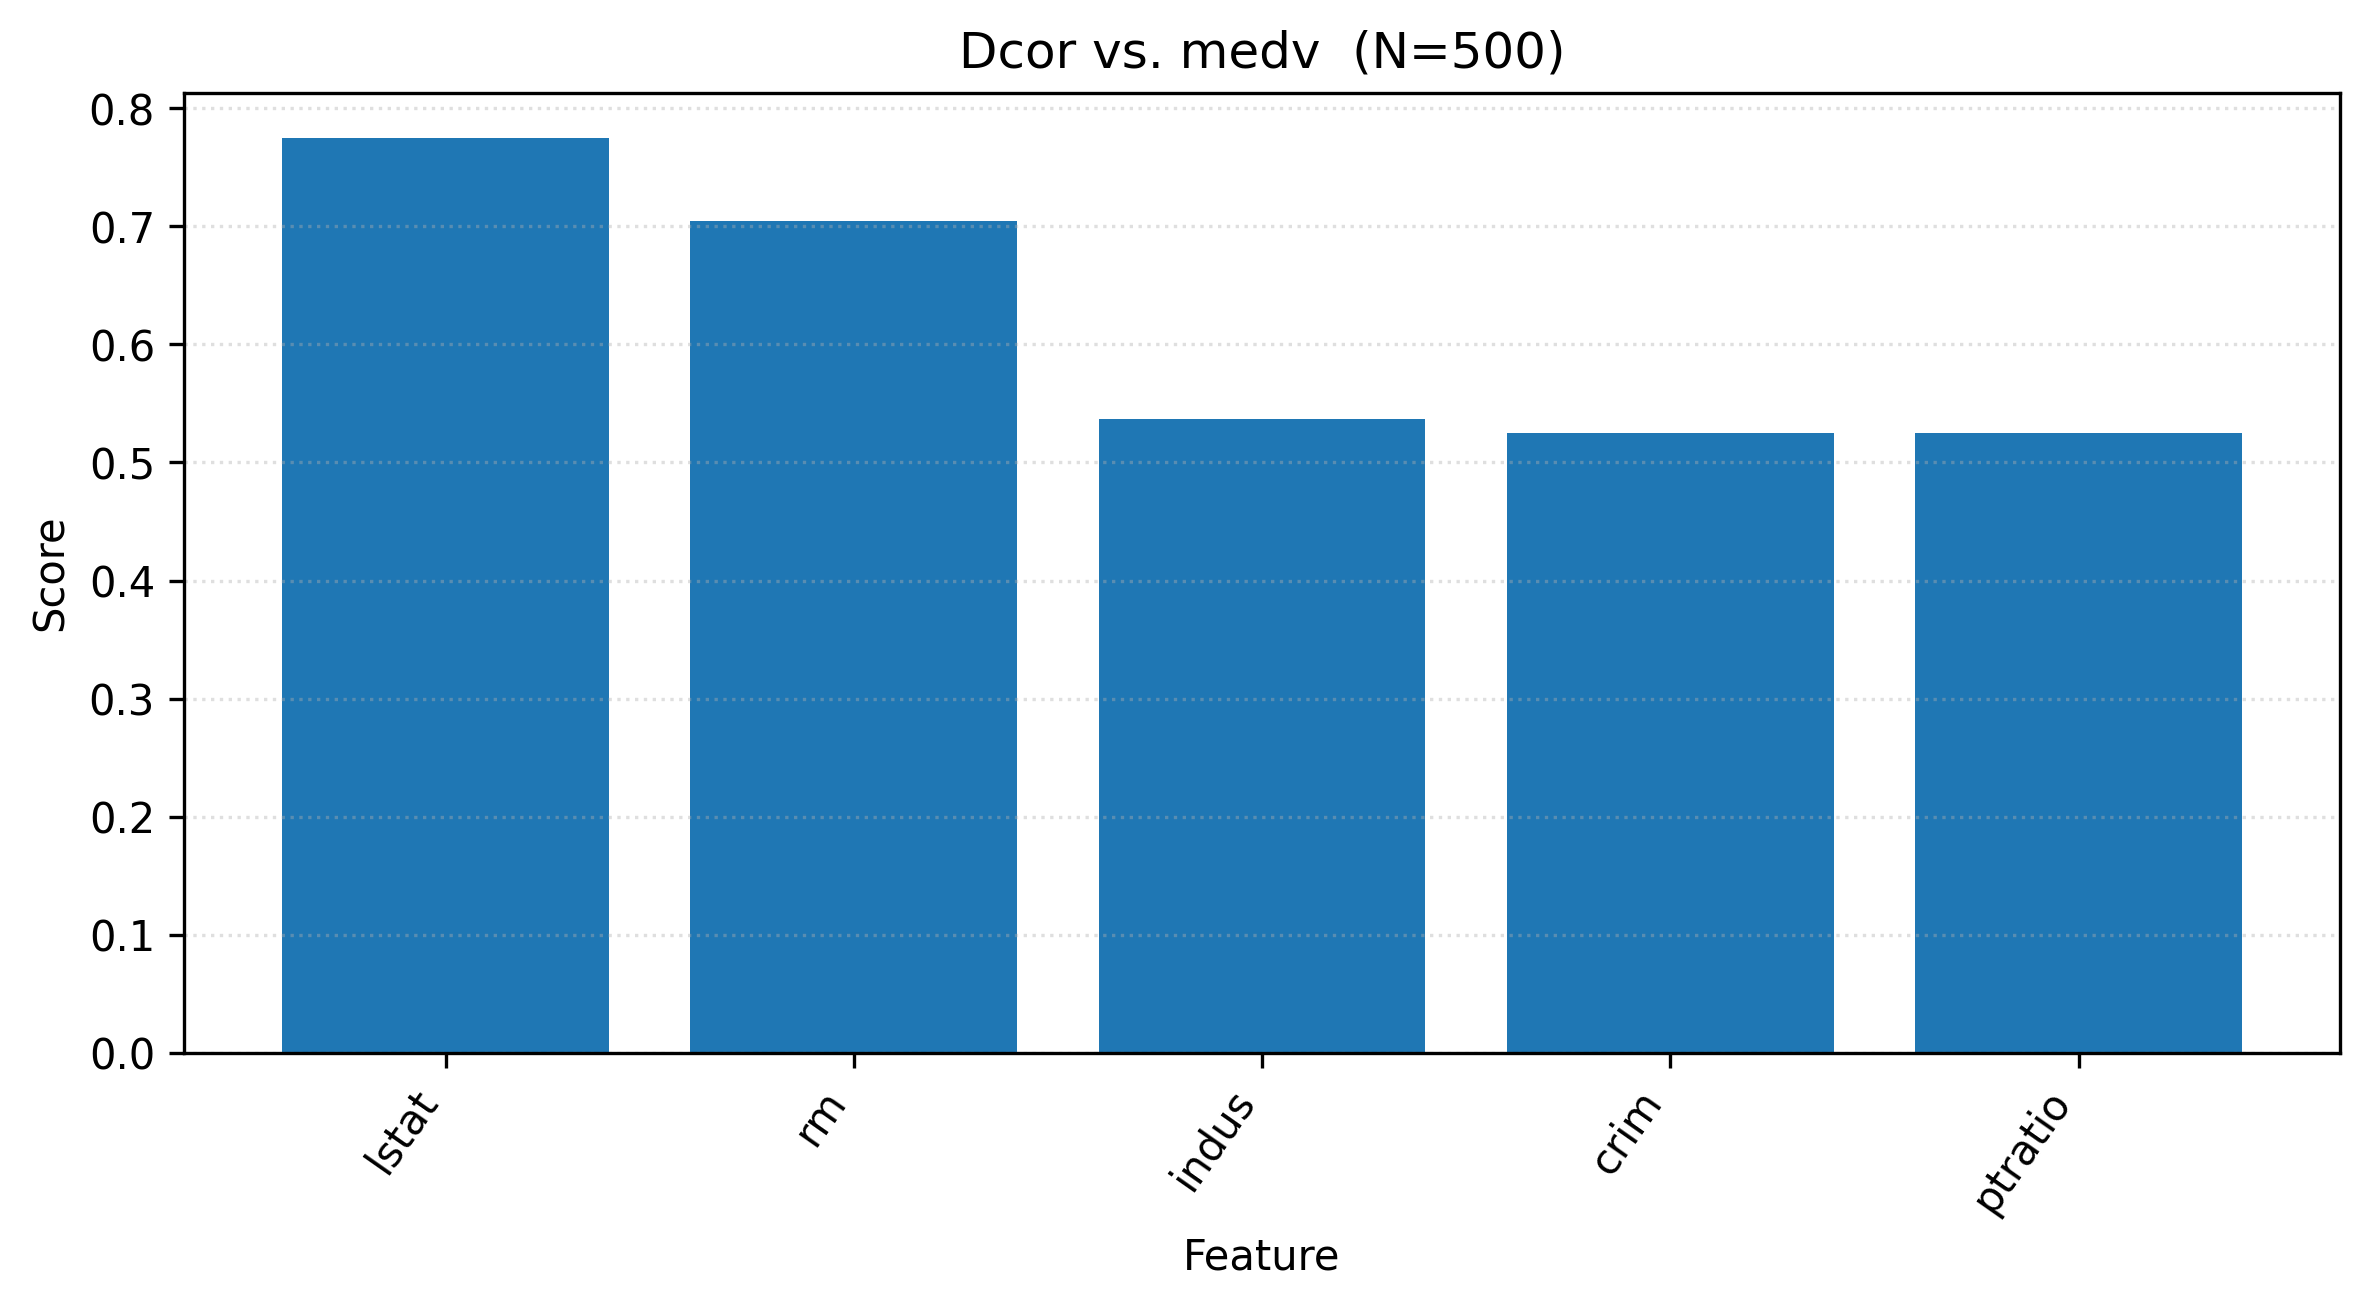 Dcor vs. medv  (N=500)
Score
0.8
0.7
0.6
0.5
0.4
0.3
0.2
0.1
0.0
lstat
rm
indus
crim
ptratio
Feature